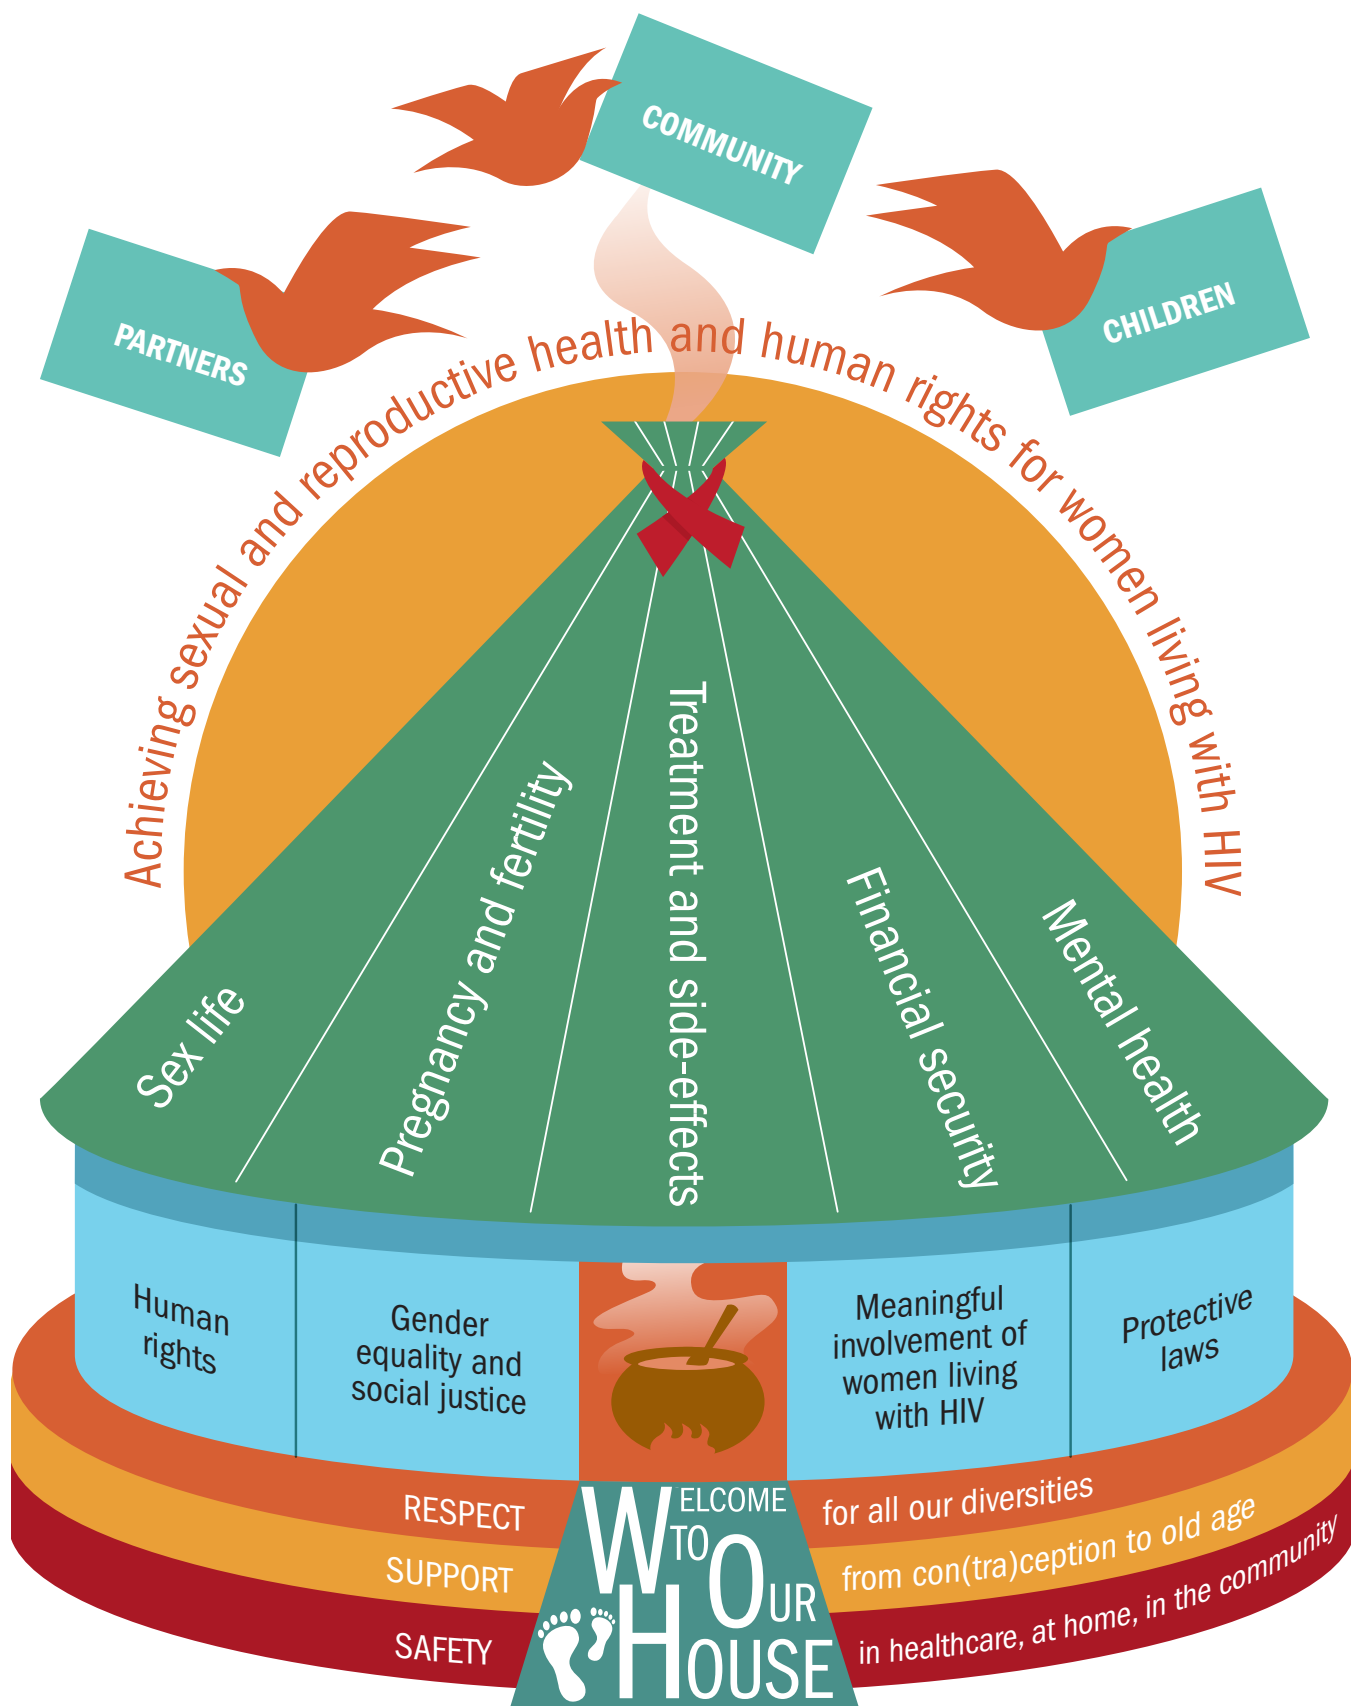 COMMUNITY
PARTNERS
CHILDREN
Achieving sexual and reproductive health and human rights for women living with HIV
Sex life
Pregnancy and fertility
Treatment and side-effects
Financial security
Mental health
Human
rights
Gender
equality and
social justice
Meaningful
involvement of
women living
with HIV
Protective
laws
RESPECT
for all our diversities
SUPPORT
from con(tra)ception to old age
SAFETY
in healthcare, at home, in the community
WELCOME
TO
OUR
HOUSE